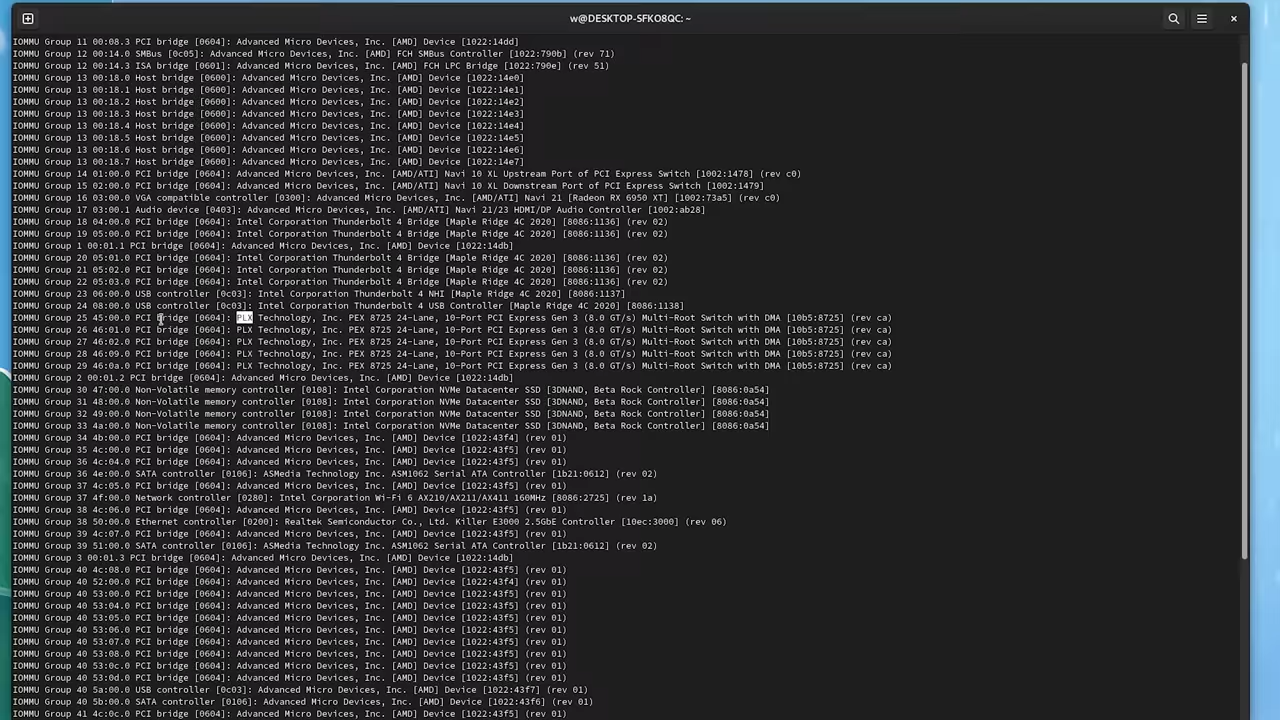 w@DESKTOP-SFKO8QC: ~
IOMMU Group 11 00:08.3 PCI bridge [0604]: Advanced Micro Devices, Inc. [AMD] Device [1022:14dd]
IOMMU Group 12 00:14.0 SMBus [0c05]: Advanced Micro Devices, Inc. [AMD] FCH SMBus Controller [1022:790b] (rev 71)
IOMMU Group 12 00:14.3 ISA bridge [0601]: Advanced Micro Devices, Inc. [AMD] FCH LPC Bridge [1022:790e] (rev 51)
IOMMU Group 13 00:18.0 Host bridge [0600]: Advanced Micro Devices, Inc. [AMD] Device [1022:14e0]
IOMMU Group 13 00:18.1 Host bridge [0600]: Advanced Micro Devices, Inc. [AMD] Device [1022:14e1]
IOMMU Group 13 00:18.2 Host bridge [0600]: Advanced Micro Devices, Inc. [AMD] Device [1022:14e2]
IOMMU Group 13 00:18.3 Host bridge [0600]: Advanced Micro Devices, Inc. [AMD] Device [1022:14e3]
IOMMU Group 13 00:18.4 Host bridge [0600]: Advanced Micro Devices, Inc. [AMD] Device [1022:14e4]
IOMMU Group 13 00:18.5 Host bridge [0600]: Advanced Micro Devices, Inc. [AMD] Device [1022:14e5]
IOMMU Group 13 00:18.6 Host bridge [0600]: Advanced Micro Devices, Inc. [AMD] Device [1022:14e6]
IOMMU Group 13 00:18.7 Host bridge [0600]: Advanced Micro Devices, Inc. [AMD] Device [1022:14e7]
IOMMU Group 14 01:00.0 PCI bridge [0604]: Advanced Micro Devices, Inc. [AMD/ATI] Navi 10 XL Upstream Port of PCI Express Switch [1002:1478] (rev c0)
IOMMU Group 15 02:00.0 PCI bridge [0604]: Advanced Micro Devices, Inc. [AMD/ATI] Navi 10 XL Downstream Port of PCI Express Switch [1002:1479]
IOMMU Group 16 03:00.0 VGA compatible controller [0300]: Advanced Micro Devices, Inc. [AMD/ATI] Navi 21 [Radeon RX 6950 XT] [1002:73a5] (rev c0)
IOMMU Group 17 03:00.1 Audio device [0403]: Advanced Micro Devices, Inc. [AMD/ATI] Navi 21/23 HDMI/DP Audio Controller [1002:ab28]
IOMMU Group 18 04:00.0 PCI bridge [0604]: Intel Corporation Thunderbolt 4 Bridge [Maple Ridge 4C 2020] [8086:1136] (rev 02)
IOMMU Group 19 05:00.0 PCI bridge [0604]: Intel Corporation Thunderbolt 4 Bridge [Maple Ridge 4C 2020] [8086:1136] (rev 02)
IOMMU Group 1 00:01.1 PCI bridge [0604]: Advanced Micro Devices, Inc. [AMD] Device [1022:14db]
IOMMU Group 20 05:01.0 PCI bridge [0604]: Intel Corporation Thunderbolt 4 Bridge [Maple Ridge 4C 2020] [8086:1136] (rev 02)
IOMMU Group 21 05:02.0 PCI bridge [0604]: Intel Corporation Thunderbolt 4 Bridge [Maple Ridge 4C 2020] [8086:1136] (rev 02)
IOMMU Group 22 05:03.0 PCI bridge [0604]: Intel Corporation Thunderbolt 4 Bridge [Maple Ridge 4C 2020] [8086:1136] (rev 02)
IOMMU Group 23 06:00.0 USB controller [0c03]: Intel Corporation Thunderbolt 4 NHI [Maple Ridge 4C 2020] [8086:1137]
IOMMU Group 24 08:00.0 USB controller [0c03]: Intel Corporation Thunderbolt 4 USB Controller [Maple Ridge 4C 2020] [8086:1138]
IOMMU Group 25 45:00.0 PCI bridge [0604]: PLX Technology, Inc. PEX 8725 24-Lane, 10-Port PCI Express Gen 3 (8.0 GT/s) Multi-Root Switch with DMA [10b5:8725] (rev ca)
IOMMU Group 26 46:01.0 PCI bridge [0604]: PLX Technology, Inc. PEX 8725 24-Lane, 10-Port PCI Express Gen 3 (8.0 GT/s) Multi-Root Switch with DMA [10b5:8725] (rev ca)
IOMMU Group 27 46:02.0 PCI bridge [0604]: PLX Technology, Inc. PEX 8725 24-Lane, 10-Port PCI Express Gen 3 (8.0 GT/s) Multi-Root Switch with DMA [10b5:8725] (rev ca)
IOMMU Group 28 46:09.0 PCI bridge [0604]: PLX Technology, Inc. PEX 8725 24-Lane, 10-Port PCI Express Gen 3 (8.0 GT/s) Multi-Root Switch with DMA [10b5:8725] (rev ca)
IOMMU Group 29 46:0a.0 PCI bridge [0604]: PLX Technology, Inc. PEX 8725 24-Lane, 10-Port PCI Express Gen 3 (8.0 GT/s) Multi-Root Switch with DMA [10b5:8725] (rev ca)
IOMMU Group 2 00:01.2 PCI bridge [0604]: Advanced Micro Devices, Inc. [AMD] Device [1022:14db]
IOMMU Group 30 47:00.0 Non-Volatile memory controller [0108]: Intel Corporation NVMe Datacenter SSD [3DNAND, Beta Rock Controller] [8086:0a54]
IOMMU Group 31 48:00.0 Non-Volatile memory controller [0108]: Intel Corporation NVMe Datacenter SSD [3DNAND, Beta Rock Controller] [8086:0a54]
IOMMU Group 32 49:00.0 Non-Volatile memory controller [0108]: Intel Corporation NVMe Datacenter SSD [3DNAND, Beta Rock Controller] [8086:0a54]
IOMMU Group 33 4a:00.0 Non-Volatile memory controller [0108]: Intel Corporation NVMe Datacenter SSD [3DNAND, Beta Rock Controller] [8086:0a54]
IOMMU Group 34 4b:00.0 PCI bridge [0604]: Advanced Micro Devices, Inc. [AMD] Device [1022:43f4] (rev 01)
IOMMU Group 35 4c:00.0 PCI bridge [0604]: Advanced Micro Devices, Inc. [AMD] Device [1022:43f5] (rev 01)
IOMMU Group 36 4c:04.0 PCI bridge [0604]: Advanced Micro Devices, Inc. [AMD] Device [1022:43f5] (rev 01)
IOMMU Group 36 4e:00.0 SATA controller [0106]: ASMedia Technology Inc. ASM1062 Serial ATA Controller [1b21:0612] (rev 02)
IOMMU Group 37 4c:05.0 PCI bridge [0604]: Advanced Micro Devices, Inc. [AMD] Device [1022:43f5] (rev 01)
IOMMU Group 37 4f:00.0 Network controller [0280]: Intel Corporation Wi-Fi 6 AX210/AX211/AX411 160MHz [8086:2725] (rev 1a)
IOMMU Group 38 4c:06.0 PCI bridge [0604]: Advanced Micro Devices, Inc. [AMD] Device [1022:43f5] (rev 01)
IOMMU Group 38 50:00.0 Ethernet controller [0200]: Realtek Semiconductor Co., Ltd. Killer E3000 2.5GbE Controller [10ec:3000] (rev 06)
IOMMU Group 39 4c:07.0 PCI bridge [0604]: Advanced Micro Devices, Inc. [AMD] Device [1022:43f5] (rev 01)
IOMMU Group 39 51:00.0 SATA controller [0106]: ASMedia Technology Inc. ASM1062 Serial ATA Controller [1b21:0612] (rev 02)
IOMMU Group 3 00:01.3 PCI bridge [0604]: Advanced Micro Devices, Inc. [AMD] Device [1022:14db]
IOMMU Group 40 4c:08.0 PCI bridge [0604]: Advanced Micro Devices, Inc. [AMD] Device [1022:43f5] (rev 01)
IOMMU Group 40 52:00.0 PCI bridge [0604]: Advanced Micro Devices, Inc. [AMD] Device [1022:43f4] (rev 01)
IOMMU Group 40 53:00.0 PCI bridge [0604]: Advanced Micro Devices, Inc. [AMD] Device [1022:43f5] (rev 01)
IOMMU Group 40 53:04.0 PCI bridge [0604]: Advanced Micro Devices, Inc. [AMD] Device [1022:43f5] (rev 01)
IOMMU Group 40 53:05.0 PCI bridge [0604]: Advanced Micro Devices, Inc. [AMD] Device [1022:43f5] (rev 01)
IOMMU Group 40 53:06.0 PCI bridge [0604]: Advanced Micro Devices, Inc. [AMD] Device [1022:43f5] (rev 01)
IOMMU Group 40 53:07.0 PCI bridge [0604]: Advanced Micro Devices, Inc. [AMD] Device [1022:43f5] (rev 01)
IOMMU Group 40 53:08.0 PCI bridge [0604]: Advanced Micro Devices, Inc. [AMD] Device [1022:43f5] (rev 01)
IOMMU Group 40 53:0c.0 PCI bridge [0604]: Advanced Micro Devices, Inc. [AMD] Device [1022:43f5] (rev 01)
IOMMU Group 40 53:0d.0 PCI bridge [0604]: Advanced Micro Devices, Inc. [AMD] Device [1022:43f5] (rev 01)
IOMMU Group 40 5a:00.0 USB controller [0c03]: Advanced Micro Devices, Inc. [AMD] Device [1022:43f7] (rev 01)
IOMMU Group 40 5b:00.0 SATA controller [0106]: Advanced Micro Devices, Inc. [AMD] Device [1022:43f6] (rev 01)
IOMMU Group 41 4c:0c.0 PCI bridge [0604]: Advanced Micro Devices, Inc. [AMD] Device [1022:43f5] (rev 01)